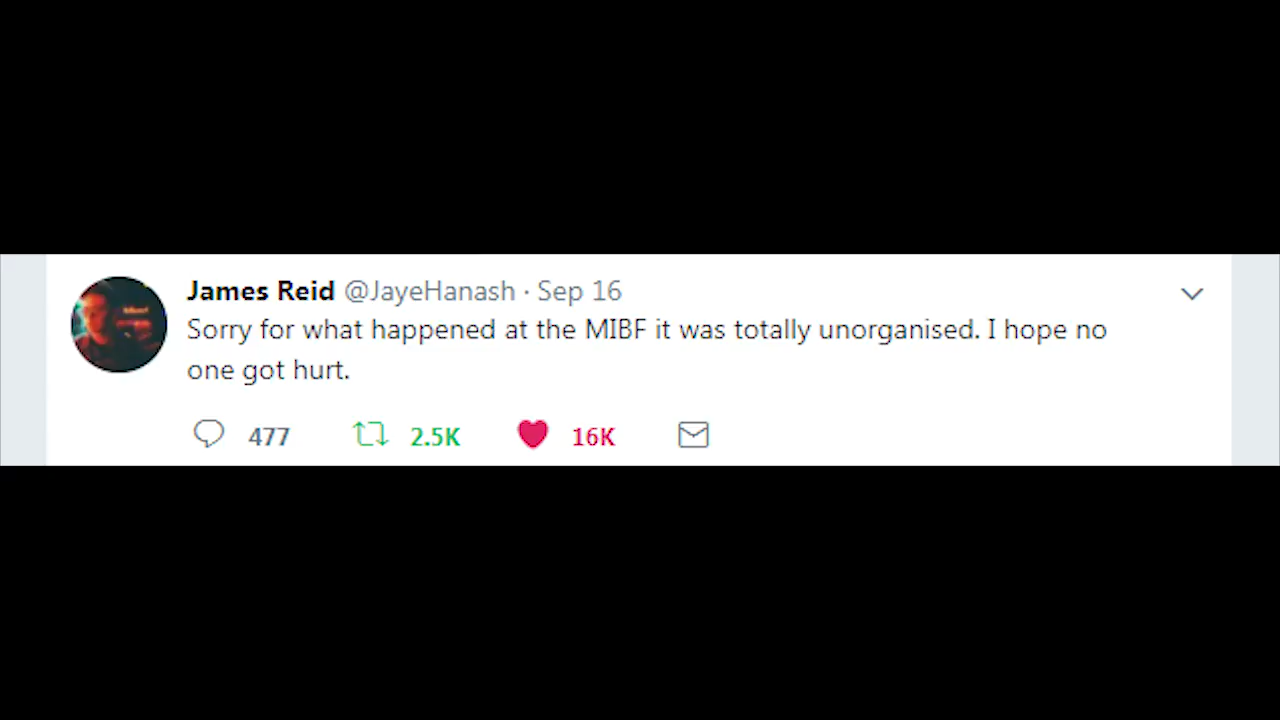 James Reid @JayeHanash · Sep 16
Sorry for what happened at the MIBF it was totally unorganised. I hope no
one got hurt.
477 2.5K 16K